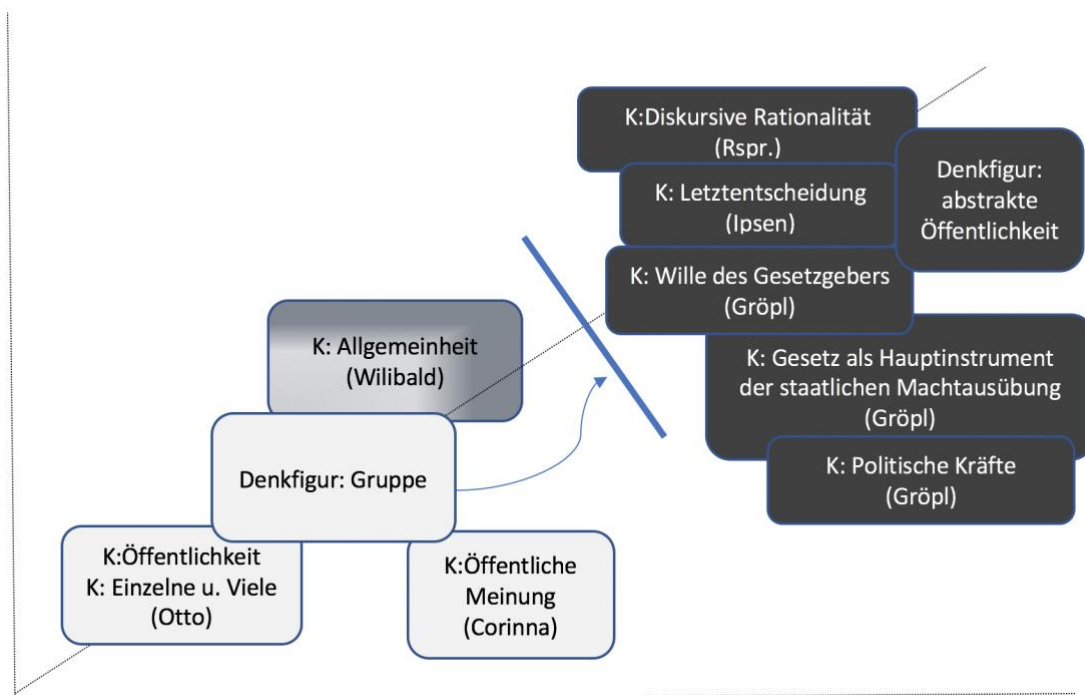 K:Diskursive Rationalität
(Rspr.)
Denkfigur:
abstrakte
Öffentlichkeit
K: Letztentscheidung
(Ipsen)
K: Wille des Gesetzgebers
(Gröpl)
K: Allgemeinheit
(Wilibald)
K: Gesetz als Hauptinstrument
der staatlichen Machtausübung
(Gröpl)
Denkfigur: Gruppe
K: Politische Kräfte
(Gröpl)
K:Öffentlichkeit
K: Einzelne u. Viele
(Otto)
K:Öffentliche
Meinung
(Corinna)